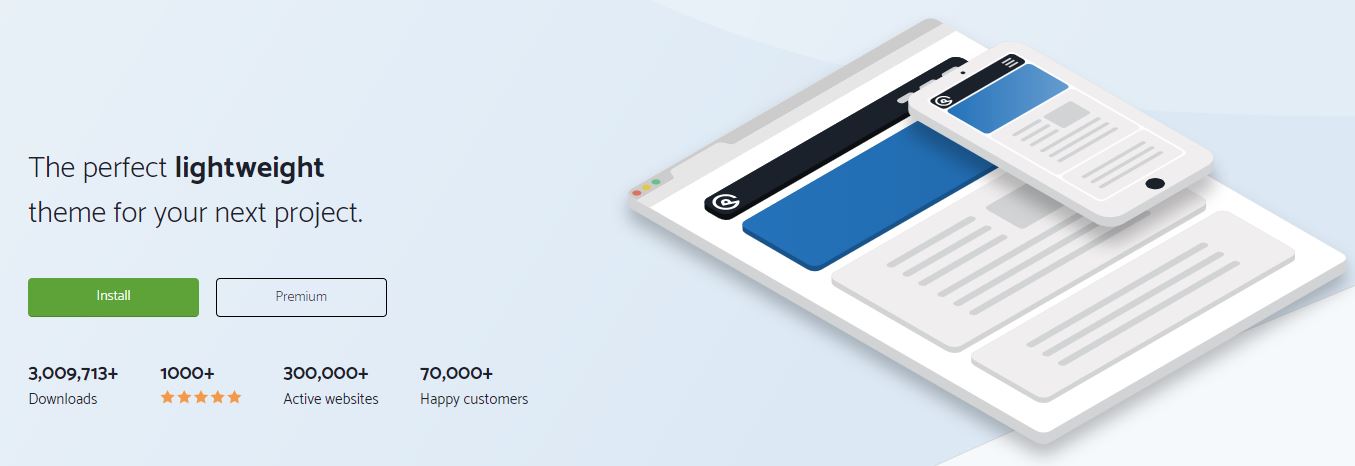 The perfect lightweight
theme for your next project.
Install
Premium
3,009,713+
1000+
300,000+
70,000+
Downloads
Active websites
Happy customers